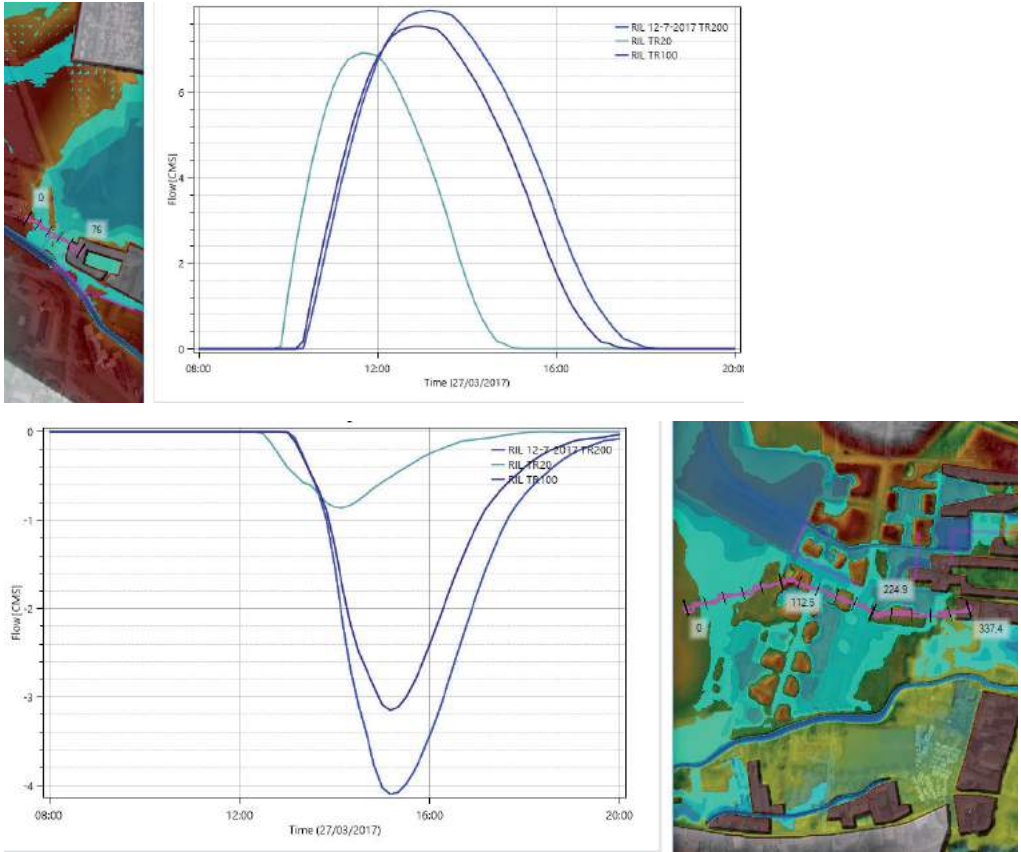 0
76
Flow[CMS]
6
4
2
0
RIL 12-7-2017 TR200
RIL TR20
RIL TR100
08:00
12:00
16:00
20:00
Time (27/03/2017)
Flow[CMS]
0
-1
-2
-3
-4
RIL 12-7-2017 TR200
RIL TR20
RIL TR100
08:00
12:00
16:00
20:00
Time (27/03/2017)
0
112.5
224.9
337.4